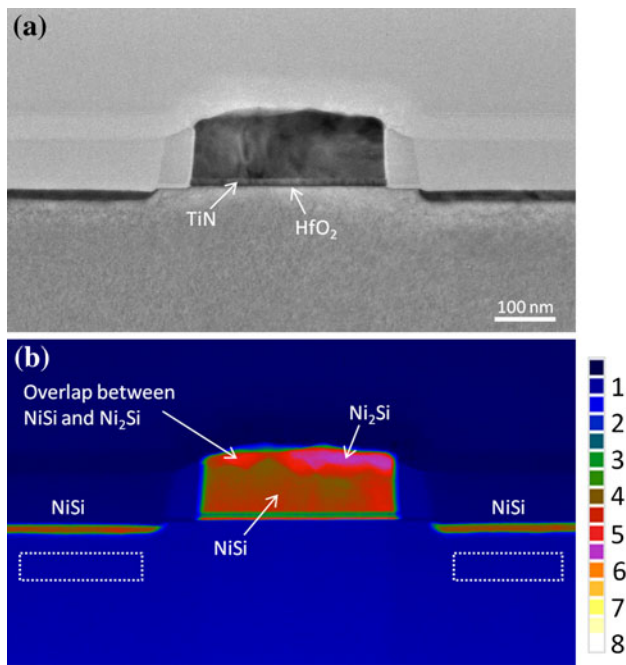 (a)
TiN
HfO₂
100 nm
(b)
Overlap between
NiSi and Ni₂Si
Ni₂Si
NiSi
NiSi
NiSi
1
2
3
4
5
6
7
8